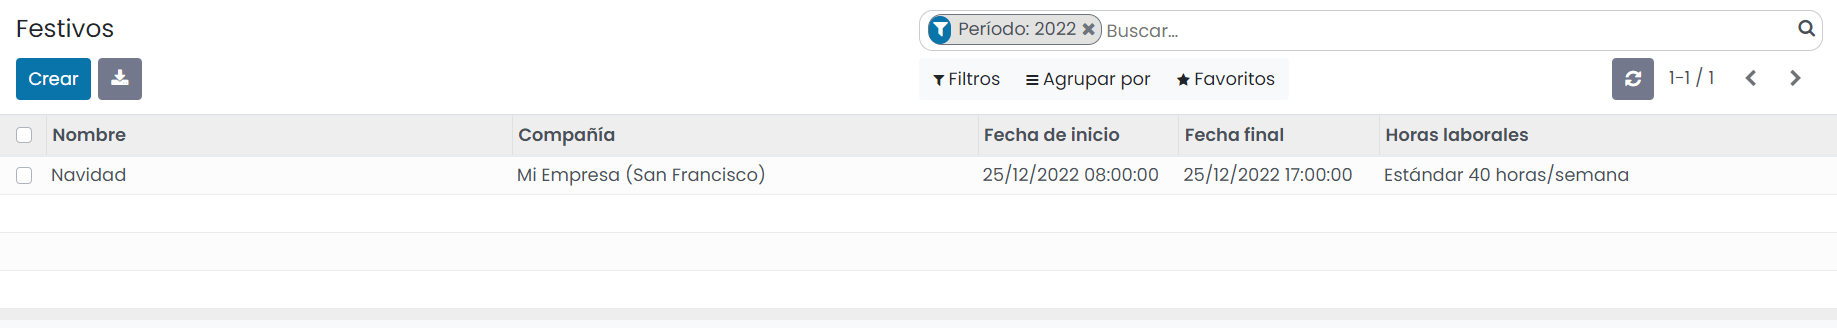 Festivos
Período: 2022 Buscar...
Crear
Filtros Agrupar por Favoritos 1-1 / 1
Nombre Compañía Fecha de inicio Fecha final Horas laborales
Navidad Mi Empresa (San Francisco) 25/12/2022 08:00:00 25/12/2022 17:00:00 Estándar 40 horas/semana